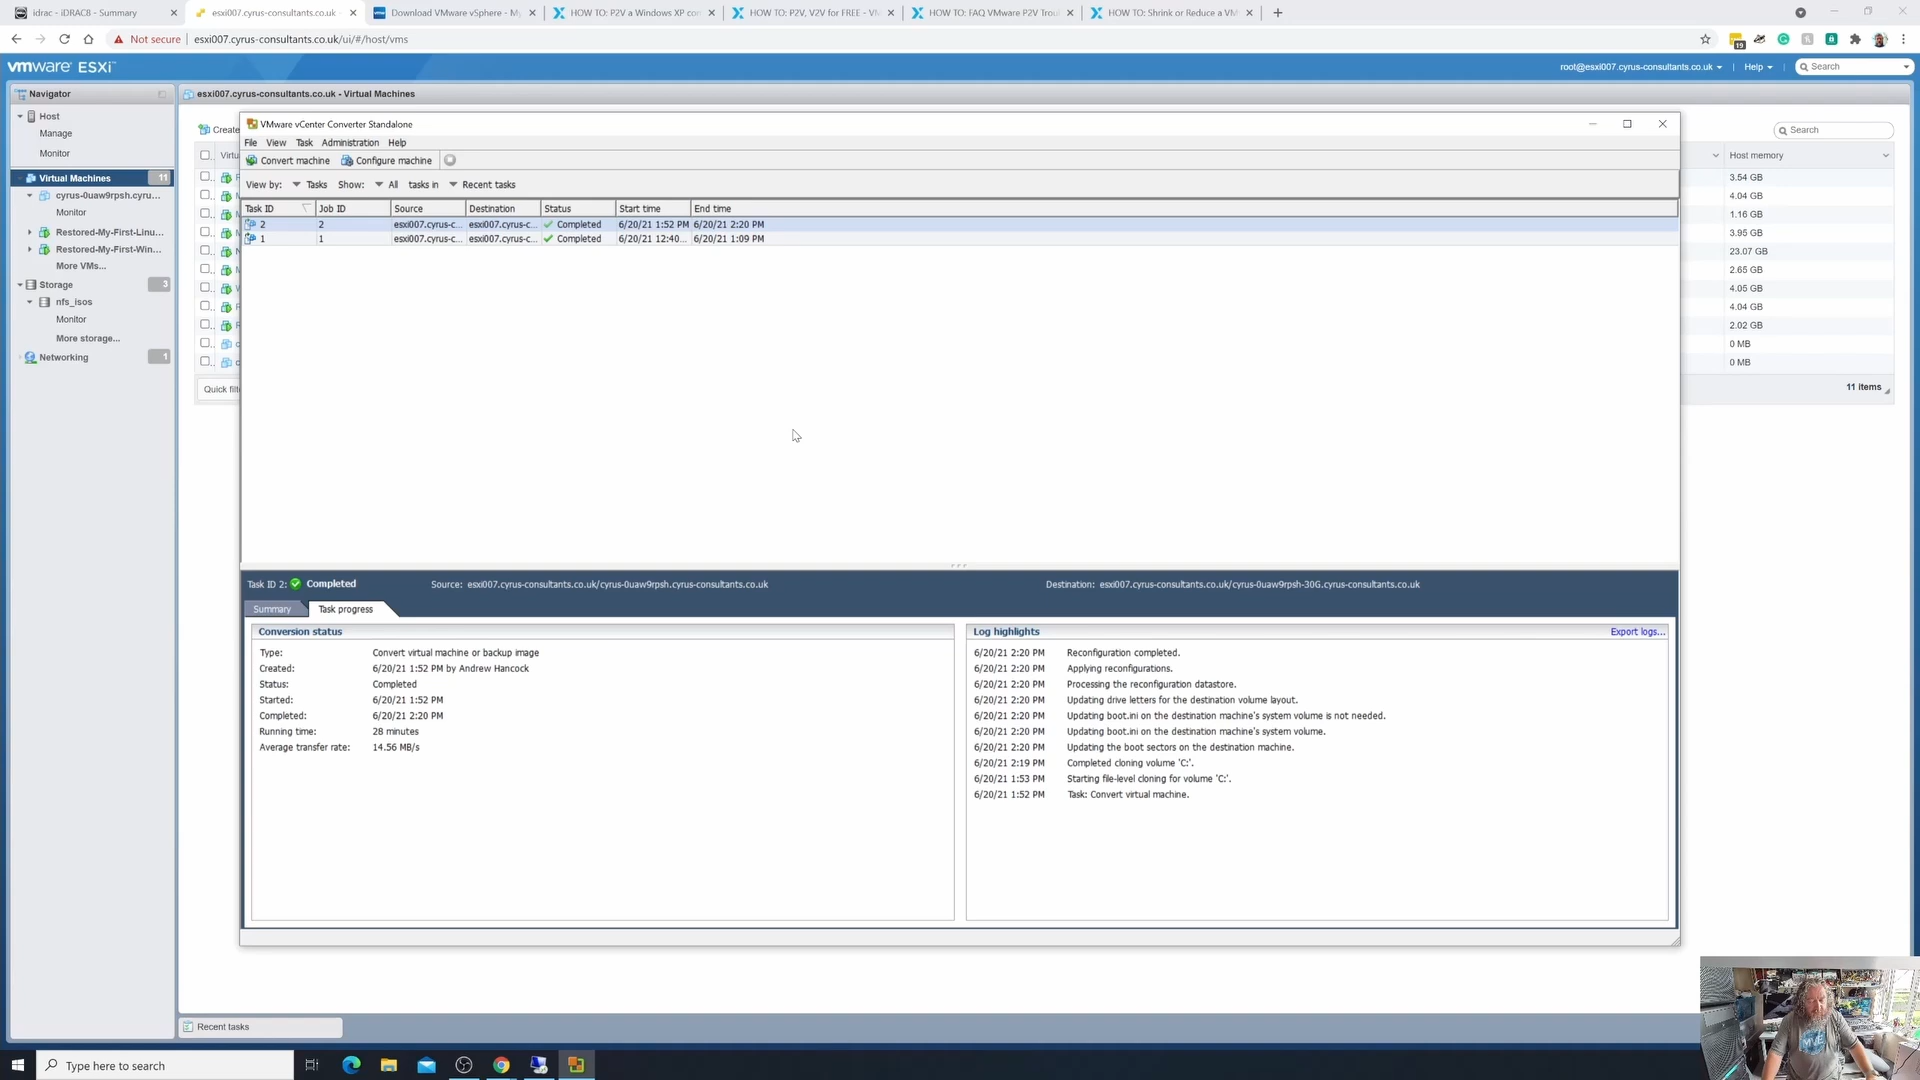 idrac - iDRAC8 - Summary
esxi007.cyrus-consultants.co.uk
Download VMware vSphere - My
HOW TO: P2V a Windows XP con
HOW TO: P2V, V2V for FREE - VM
HOW TO: FAQ VMware P2V Trou
HOW TO: Shrink or Reduce a VM
Not secure
esxi007.cyrus-consultants.co.uk/ui/#/host/vms
19
vmware ESXi
root@esxi007.cyrus-consultants.co.uk
Help
Search
Navigator
Host
Manage
Monitor
Virtual Machines 11
cyrus-0uaw9rpsh.cyru...
Monitor
Restored-My-First-Linu...
Restored-My-First-Win...
More VMs...
Storage 3
nfs_isos
Monitor
More storage...
Networking 1
esxi007.cyrus-consultants.co.uk - Virtual Machines
Create
Search
Virtu
Host memory
3.54 GB
4.04 GB
1.16 GB
3.95 GB
23.07 GB
2.65 GB
4.05 GB
4.04 GB
2.02 GB
0 MB
0 MB
Quick filt
11 items
VMware vCenter Converter Standalone
File View Task Administration Help
Convert machine Configure machine
View by: Tasks Show: All tasks in Recent tasks
Task ID Job ID Source Destination Status Start time End time
2 2 esxi007.cyrus-c... esxi007.cyrus-c... Completed 6/20/21 1:52 PM 6/20/21 2:20 PM
1 1 esxi007.cyrus-c... esxi007.cyrus-c... Completed 6/20/21 12:40... 6/20/21 1:09 PM
Task ID 2: Completed
Source: esxi007.cyrus-consultants.co.uk/cyrus-0uaw9rpsh.cyrus-consultants.co.uk
Destination: esxi007.cyrus-consultants.co.uk/cyrus-0uaw9rpsh-30G.cyrus-consultants.co.uk
Summary Task progress
Conversion status
Type: Convert virtual machine or backup image
Created: 6/20/21 1:52 PM by Andrew Hancock
Status: Completed
Started: 6/20/21 1:52 PM
Completed: 6/20/21 2:20 PM
Running time: 28 minutes
Average transfer rate: 14.56 MB/s
Log highlights
Export logs...
6/20/21 2:20 PM Reconfiguration completed.
6/20/21 2:20 PM Applying reconfigurations.
6/20/21 2:20 PM Processing the reconfiguration datastore.
6/20/21 2:20 PM Updating drive letters for the destination volume layout.
6/20/21 2:20 PM Updating boot.ini on the destination machine's system volume is not needed.
6/20/21 2:20 PM Updating boot.ini on the destination machine's system volume.
6/20/21 2:20 PM Updating the boot sectors on the destination machine.
6/20/21 2:19 PM Completed cloning volume 'C:'.
6/20/21 1:53 PM Starting file-level cloning for volume 'C:'.
6/20/21 1:52 PM Task: Convert virtual machine.
Recent tasks
Type here to search